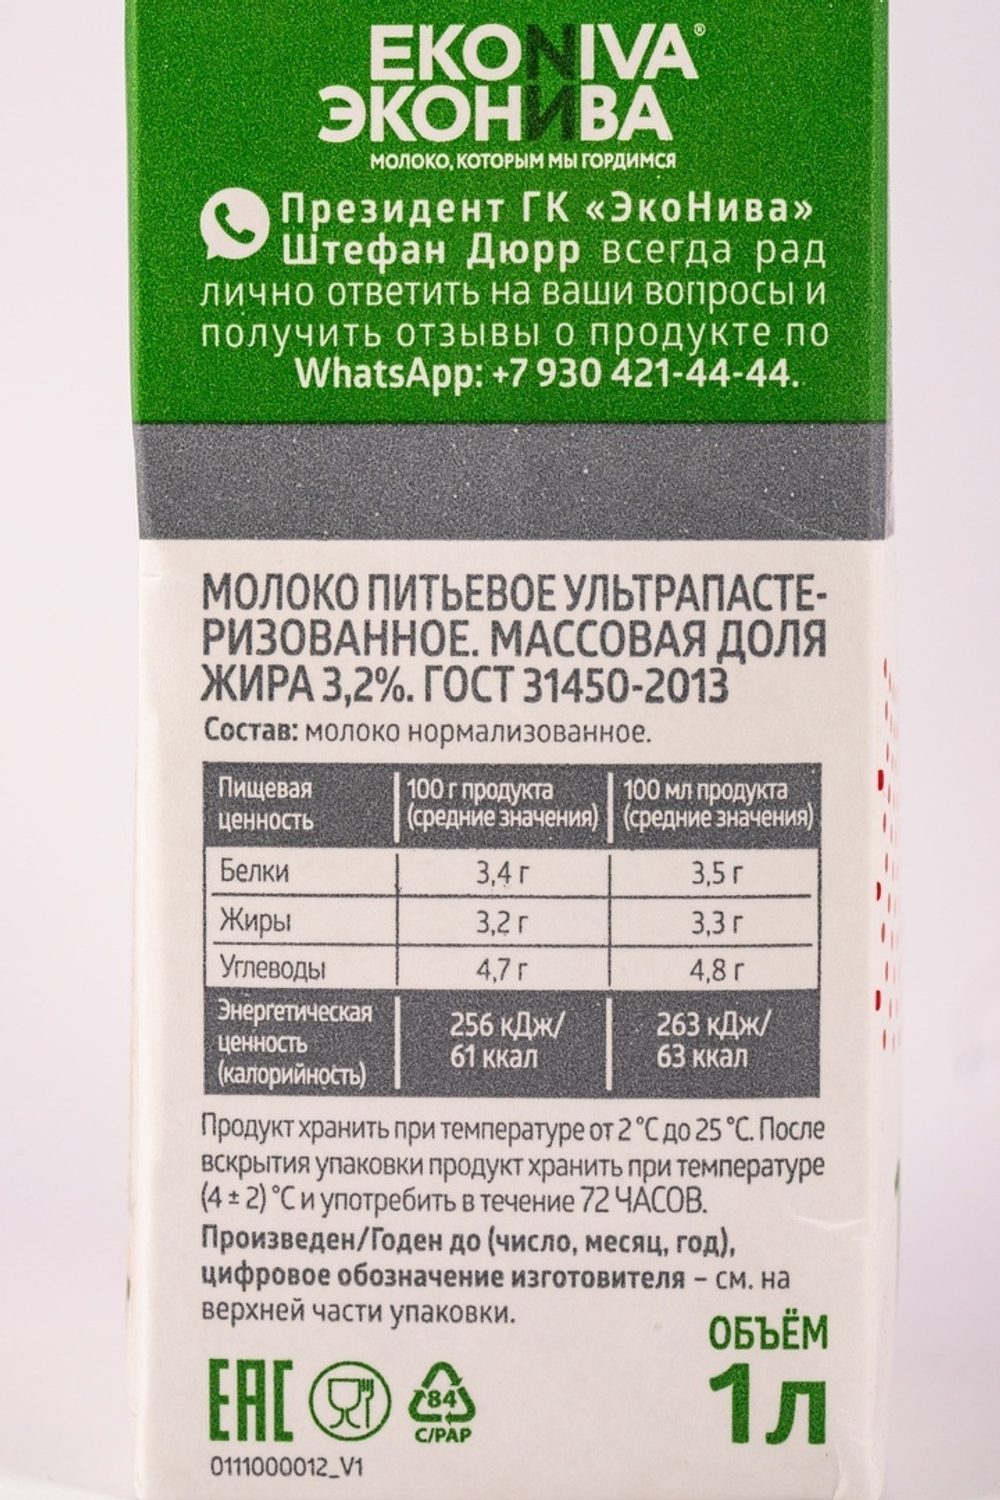 EKONIVA®
ЭКОНИВА
МОЛОКО, КОТОРЫМ МЫ ГОРДИМСЯ
Президент ГК «ЭкоНива»
Штефан Дюрр всегда рад
лично ответить на ваши вопросы и
получить отзывы о продукте по
WhatsApp: +7 930 421-44-44.
МОЛОКО ПИТЬЕВОЕ УЛЬТРАПАСТЕ-
РИЗОВАННОЕ. МАССОВАЯ ДОЛЯ
ЖИРА 3,2%. ГОСТ 31450-2013
Состав: молоко нормализованное.
Пищевая ценность | 100 г продукта (средние значения) | 100 мл продукта (средние значения)
Белки 3,4 г 3,5 г
Жиры 3,2 г 3,3 г
Углеводы 4,7 г 4,8 г
Энергетическая ценность (калорийность) 256 кДж/ 61 ккал 263 кДж/ 63 ккал
Продукт хранить при температуре от 2 °С до 25 °С. После
вскрытия упаковки продукт хранить при температуре
(4 ± 2) °С и употребить в течение 72 ЧАСОВ.
Произведен/Годен до (число, месяц, год),
цифровое обозначение изготовителя – см. на
верхней части упаковки.
ОБЪЁМ
1л
EAC
84
C/PAP
0111000012_V1